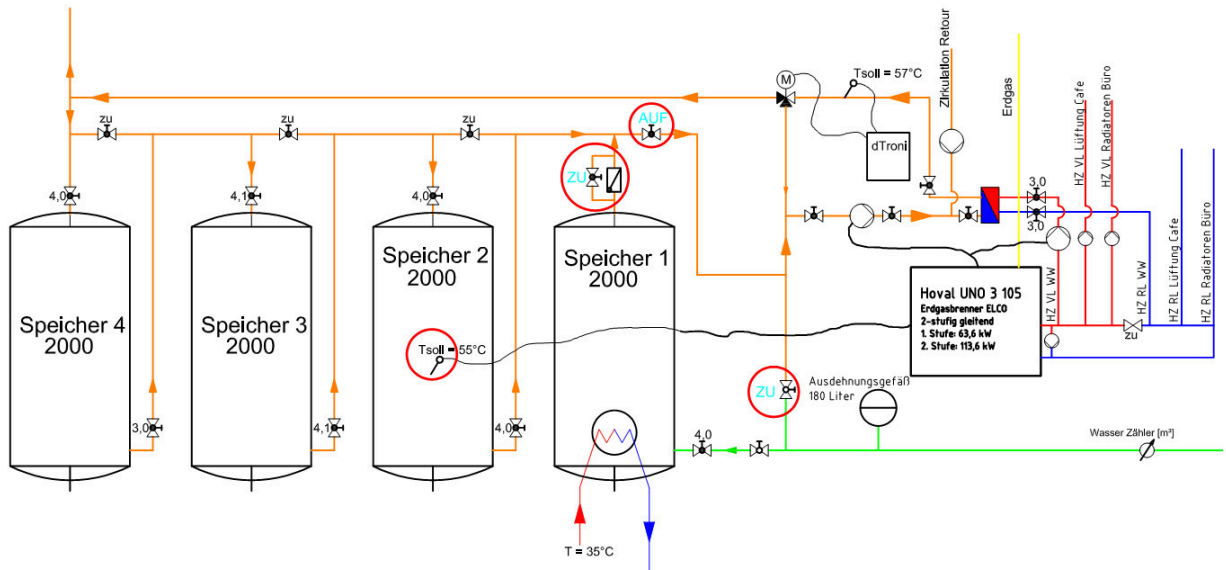 Zirkulation Retour
Erdgas
HZ VL Lüftung Cafe
HZ VL Radiatoren Büro
M
Tsoll = 57°C
dTroni
zu
zu
zu
AUF
ZU
4,0
4,1
4,0
3,0
3,0
Speicher 4
2000
Speicher 3
2000
Speicher 2
2000
Speicher 1
2000
Tsoll = 55°C
HZ VL WW
HZ RL WW
HZ RL Lüftung Cafe
HZ RL Radiatoren Büro
Hoval UNO 3 105
Erdgasbrenner ELCO
2-stufig gleitend
1. Stufe: 63,6 kW
2. Stufe: 113,6 kW
zu
ZU
Ausdehnungsgefäß
180 Liter
3,0
4,1
4,0
4,0
Wasser Zähler [m³]
T = 35°C